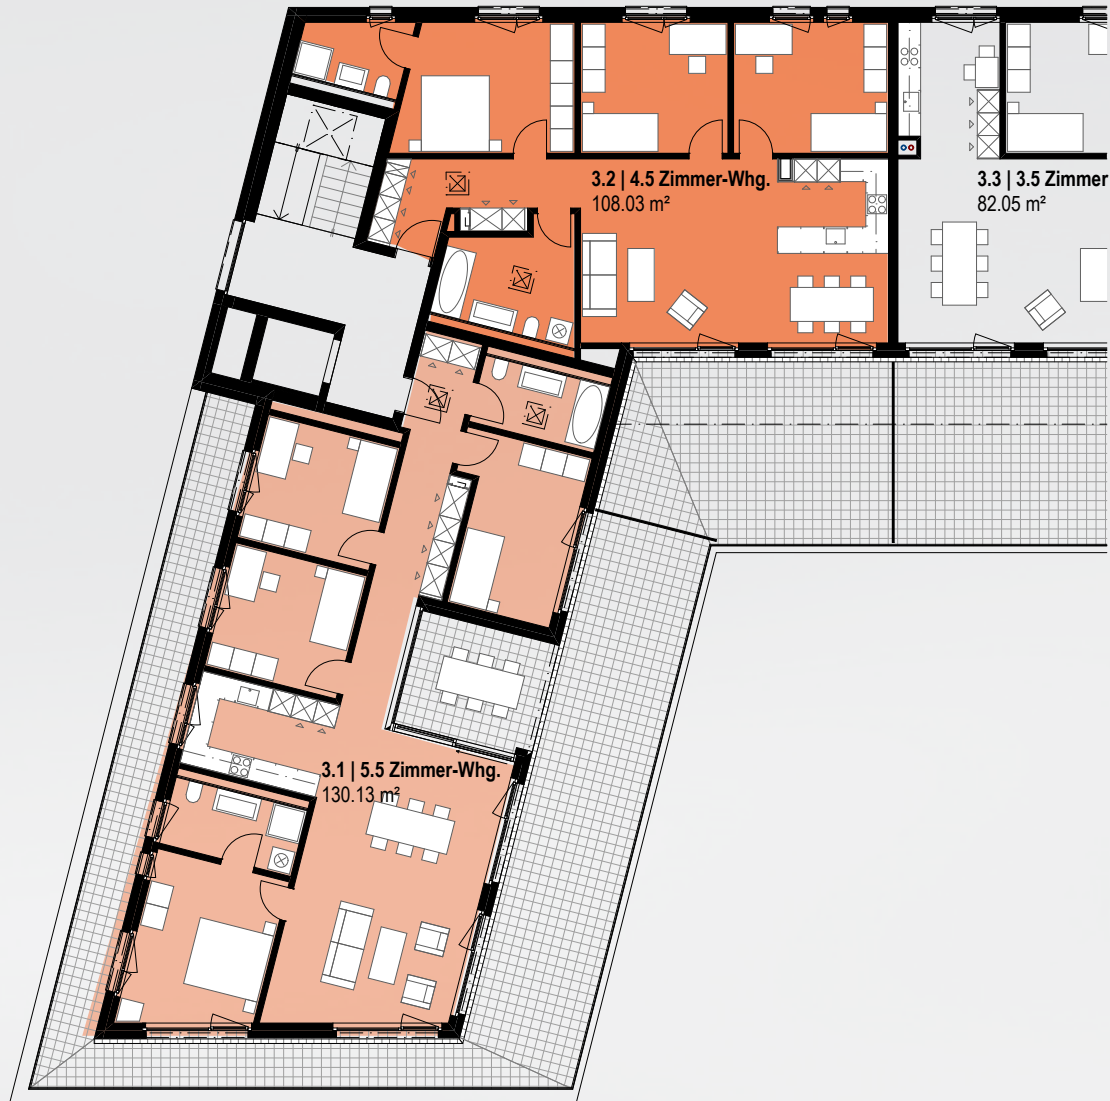 3.2 | 4.5 Zimmer-Whg.
108.03 m²
3.3 | 3.5 Zimmer
82.05 m²
3.1 | 5.5 Zimmer-Whg.
130.13 m²